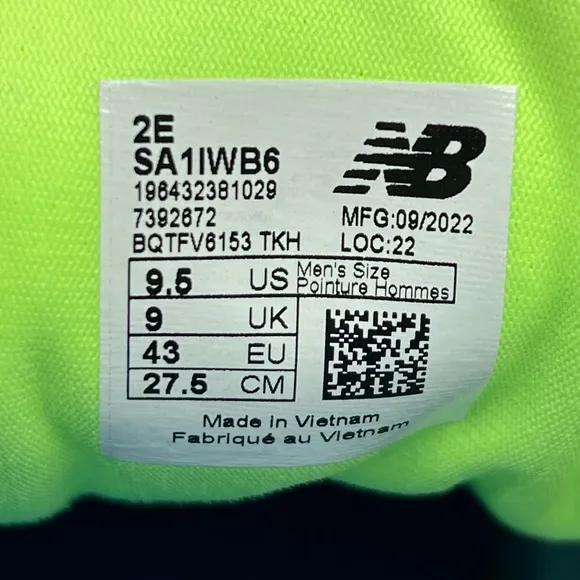 2E
SA1IWB6
196432381029
7392672
BQTFV6153 TKH
NB
MFG:09/2022
LOC:22
9.5 US Men's Size
Pointure Hommes
9 UK
43 EU
27.5 CM
Made in Vietnam
Fabriqué au Vietnam